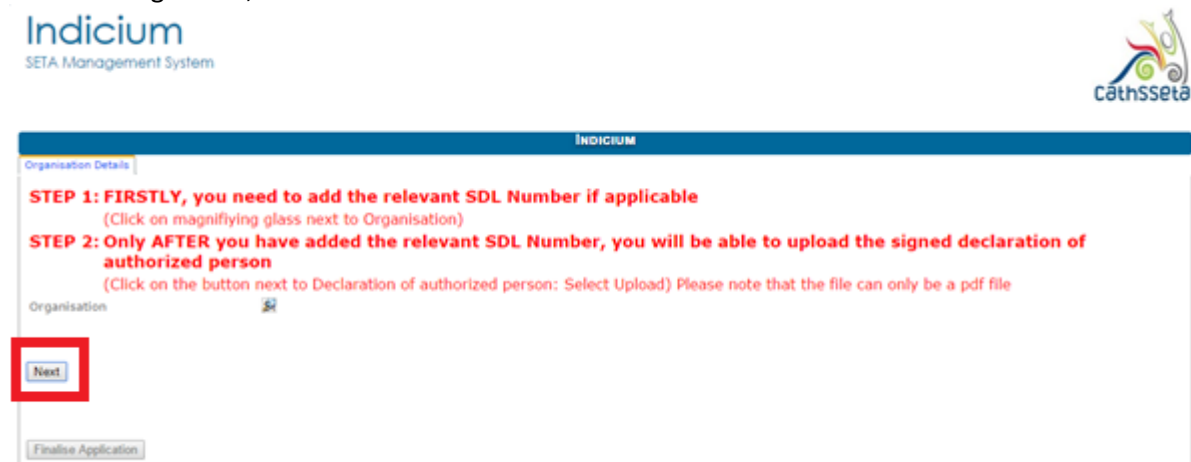 Indicium
SETA Management System
cathsseta
INDICIUM
Organisation Details
STEP 1: FIRSTLY, you need to add the relevant SDL Number if applicable
(Click on magnifiying glass next to Organisation)
STEP 2: Only AFTER you have added the relevant SDL Number, you will be able to upload the signed declaration of
authorized person
(Click on the button next to Declaration of authorized person: Select Upload) Please note that the file can only be a pdf file
Organisation
Next
Finalise Application